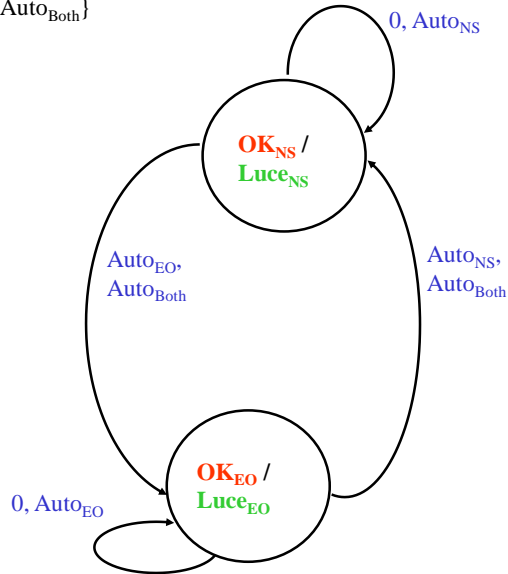 Auto_Both}
0, Auto_NS
OK_NS /
Luce_NS
Auto_EO,
Auto_Both
Auto_NS,
Auto_Both
OK_EO /
Luce_EO
0, Auto_EO